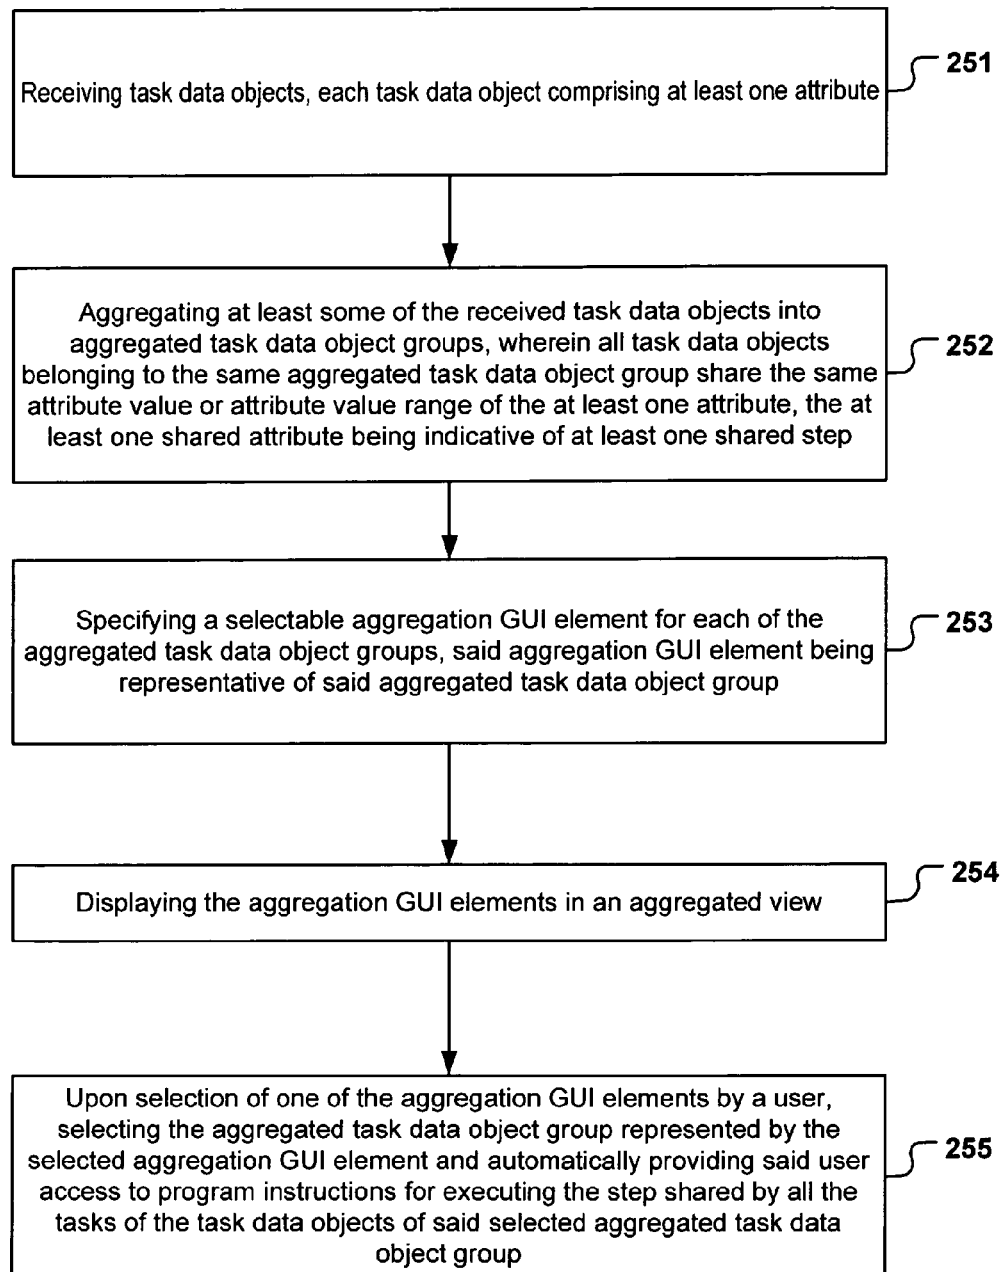 Receiving task data objects, each task data object comprising at least one attribute
251
Aggregating at least some of the received task data objects into
aggregated task data object groups, wherein all task data objects
belonging to the same aggregated task data object group share the same
attribute value or attribute value range of the at least one attribute, the at
least one shared attribute being indicative of at least one shared step
252
Specifying a selectable aggregation GUI element for each of the
aggregated task data object groups, said aggregation GUI element being
representative of said aggregated task data object group
253
Displaying the aggregation GUI elements in an aggregated view
254
Upon selection of one of the aggregation GUI elements by a user,
selecting the aggregated task data object group represented by the
selected aggregation GUI element and automatically providing said user
access to program instructions for executing the step shared by all the
tasks of the task data objects of said selected aggregated task data
object group
255